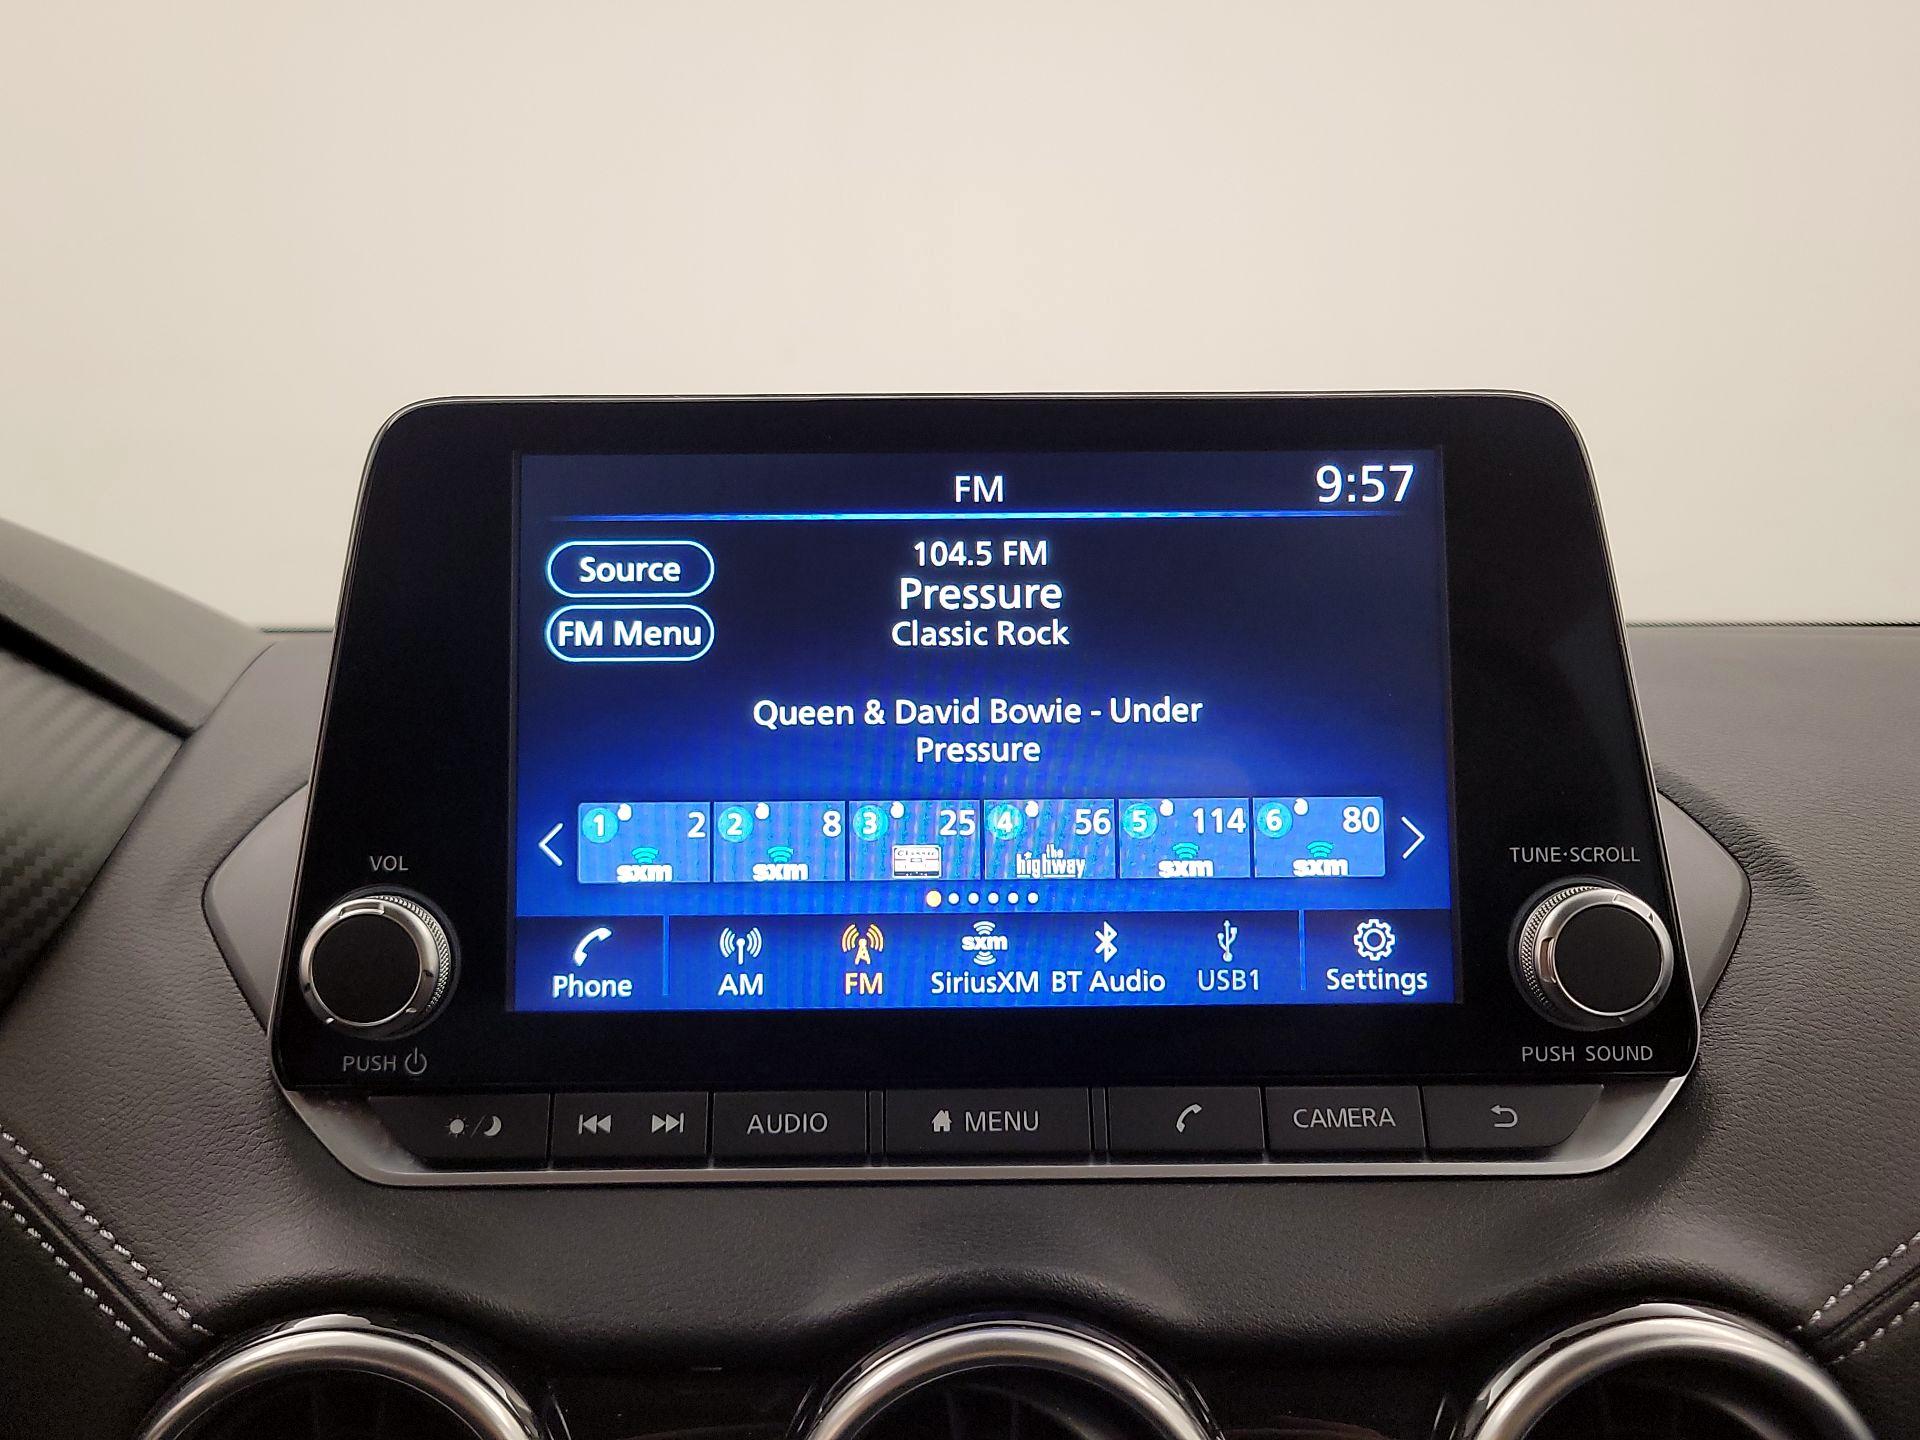 FM
9:57
Source
104.5 FM
FM Menu
Pressure
Classic Rock
Queen & David Bowie - Under
Pressure
1 2
2 8
3 25
4 56
5 114
6 80
sxm
sxm
Classic
the
highway
sxm
sxm
Phone
AM
FM
sxm
SiriusXM
BT Audio
USB1
Settings
VOL
PUSH
TUNE·SCROLL
PUSH SOUND
AUDIO
MENU
CAMERA